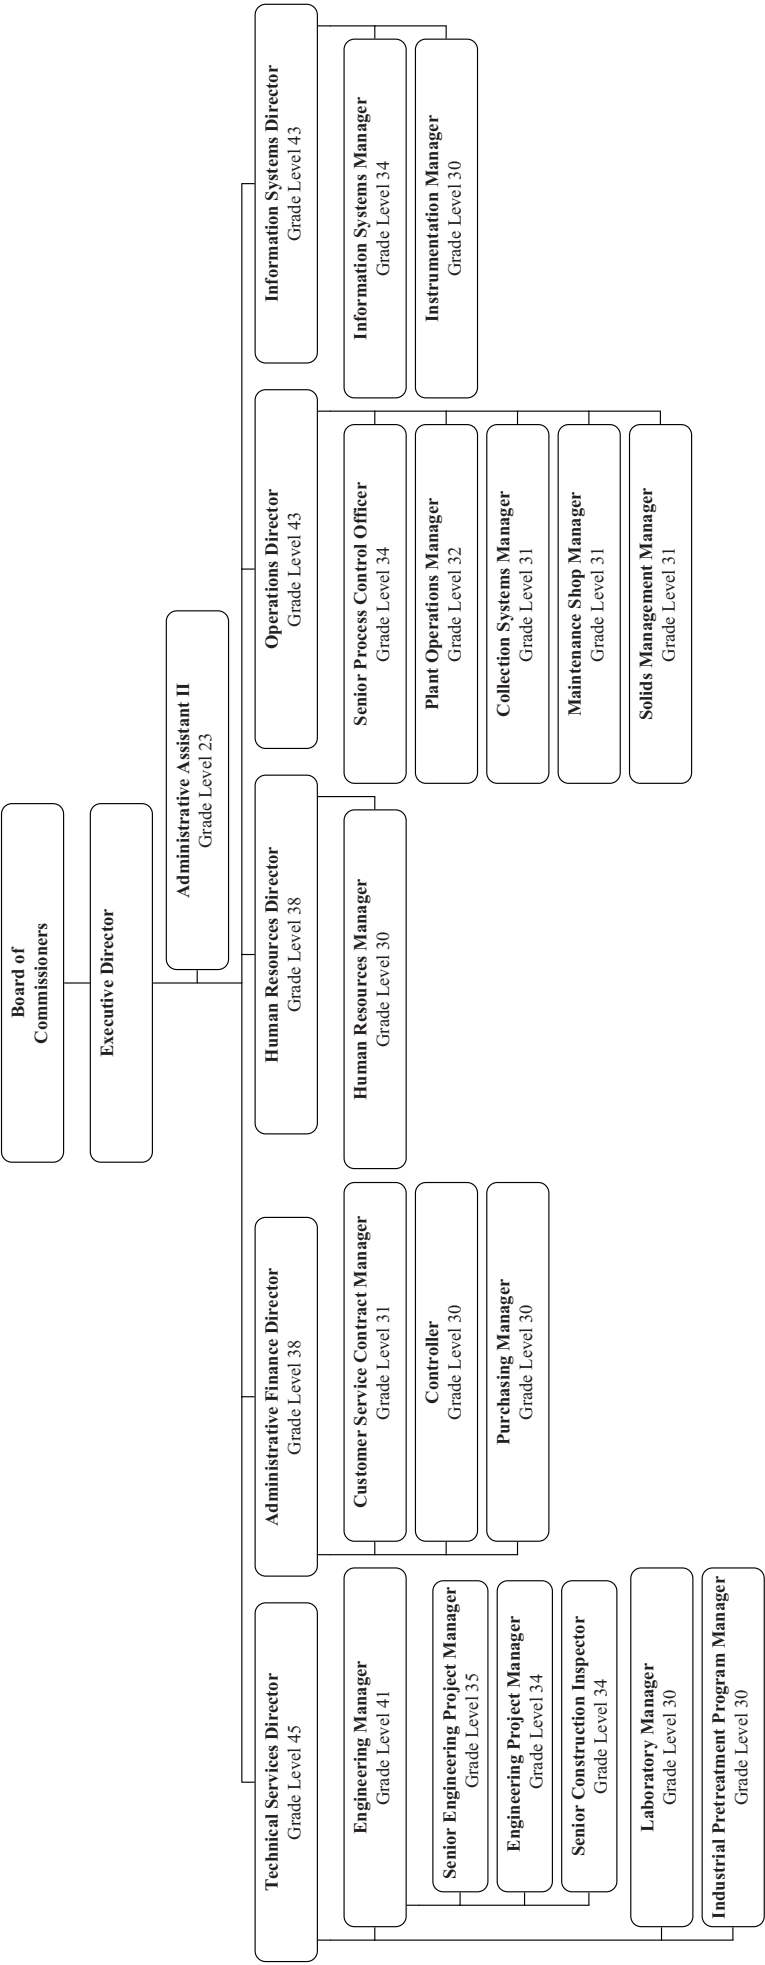 Board of
Commissioners
Executive Director
Administrative Assistant II
Grade Level 23
Technical Services Director
Grade Level 45
Engineering Manager
Grade Level 41
Senior Engineering Project Manager
Grade Level 35
Engineering Project Manager
Grade Level 34
Senior Construction Inspector
Grade Level 34
Laboratory Manager
Grade Level 30
Industrial Pretreatment Program Manager
Grade Level 30
Administrative Finance Director
Grade Level 38
Customer Service Contract Manager
Grade Level 31
Controller
Grade Level 30
Purchasing Manager
Grade Level 30
Human Resources Director
Grade Level 38
Human Resources Manager
Grade Level 30
Operations Director
Grade Level 43
Senior Process Control Officer
Grade Level 34
Plant Operations Manager
Grade Level 32
Collection Systems Manager
Grade Level 31
Maintenance Shop Manager
Grade Level 31
Solids Management Manager
Grade Level 31
Information Systems Director
Grade Level 43
Information Systems Manager
Grade Level 34
Instrumentation Manager
Grade Level 30